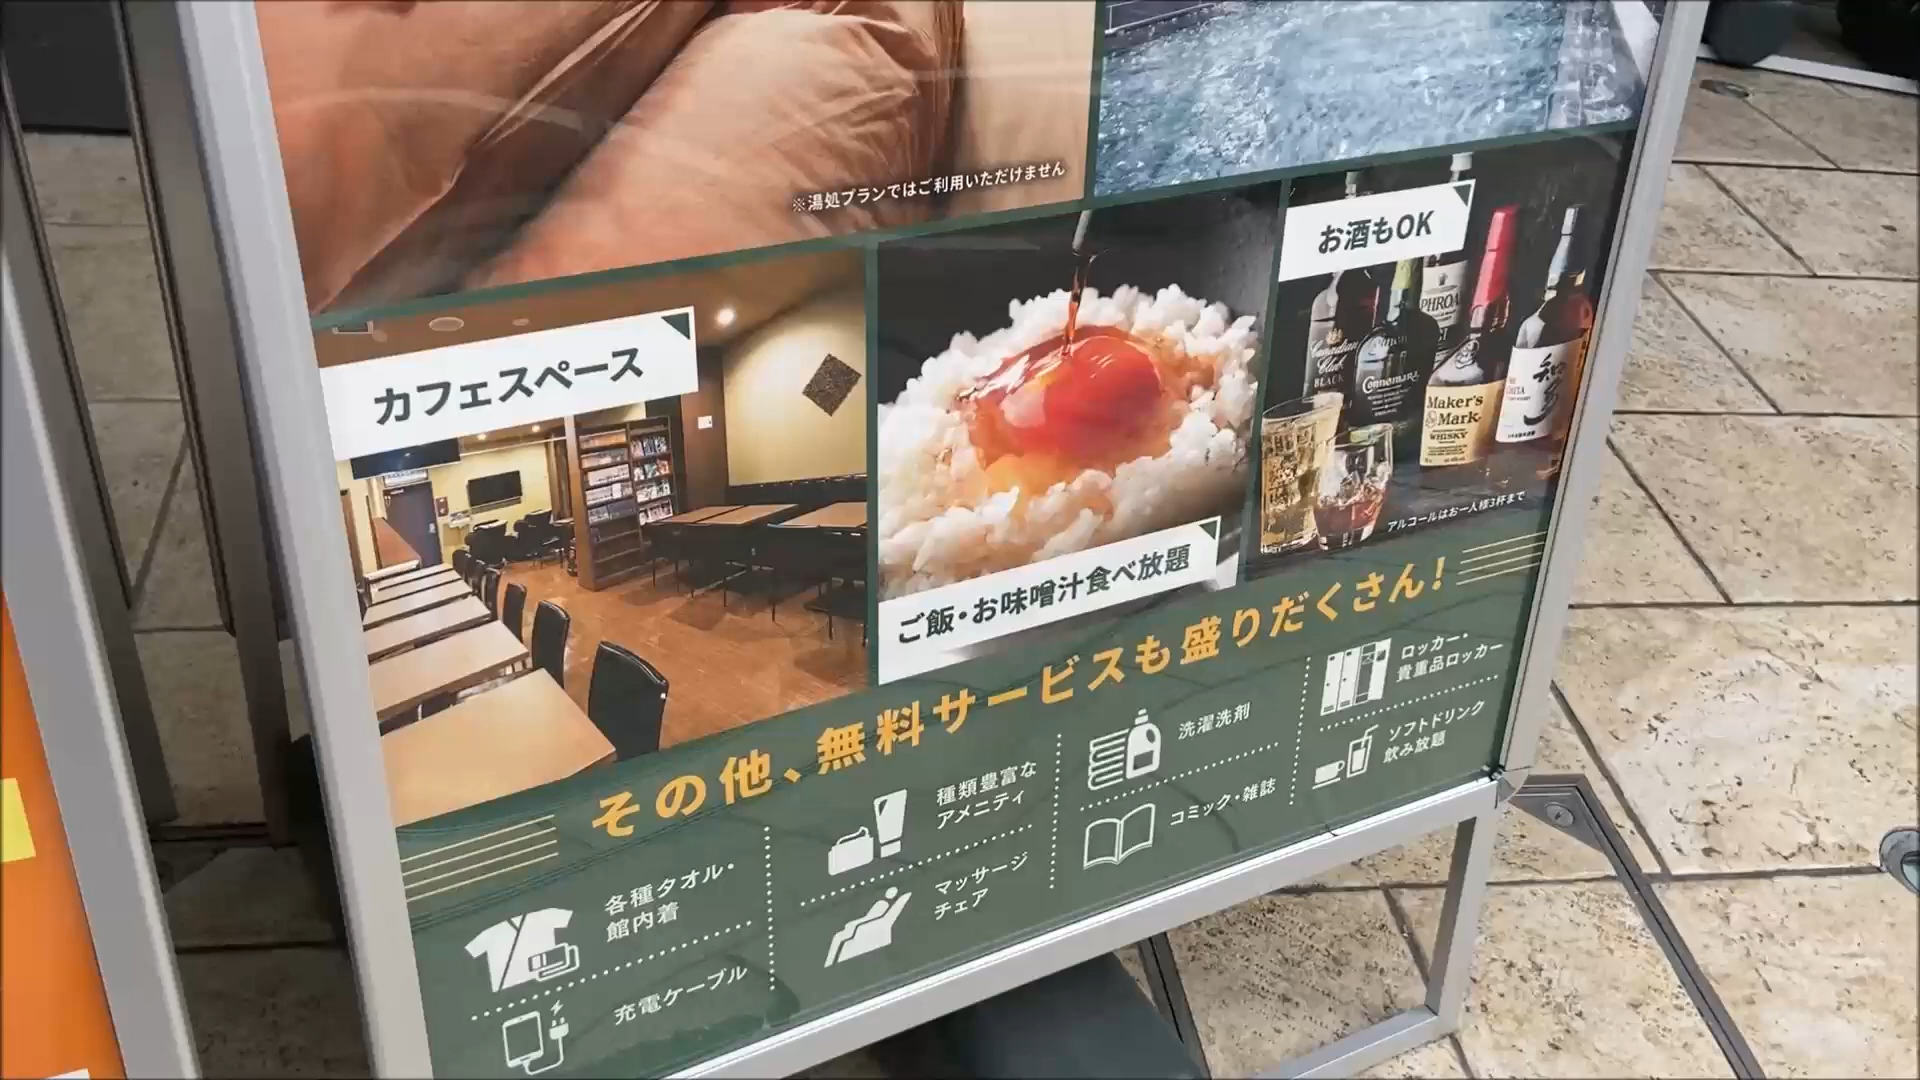 ※湯処プランではご利用いただけません
お酒もOK
カフェスペース
PHROA
Canadian
Club
BLACK
Connemara
Maker's
Mark
WHISKY
知多
アルコールはお一人様3杯まで
ご飯・お味噌汁食べ放題
その他、無料サービスも盛りだくさん!
各種タオル・
館内着
充電ケーブル
種類豊富な
アメニティ
マッサージ
チェア
洗濯洗剤
コミック・雑誌
ロッカー・
貴重品ロッカー
ソフトドリンク
飲み放題